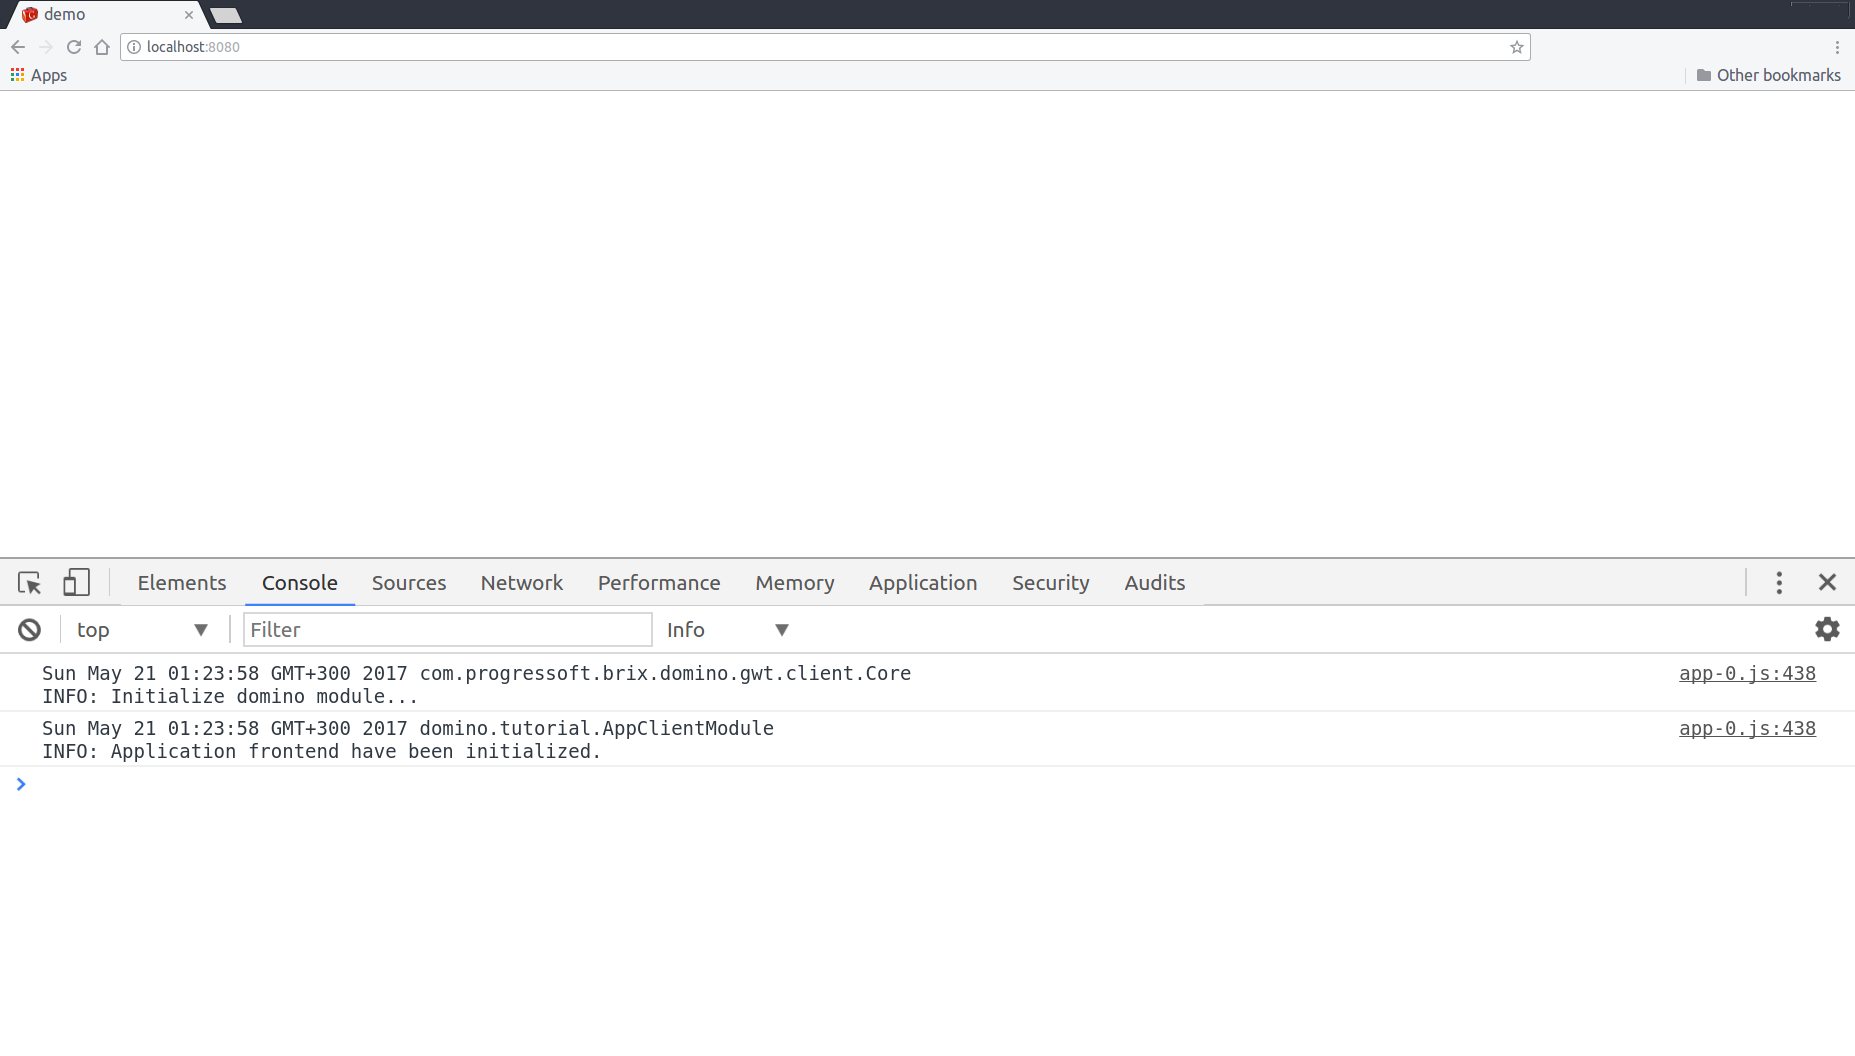 demo
localhost:8080
Apps
Other bookmarks
Elements Console Sources Network Performance Memory Application Security Audits
top Filter Info
Sun May 21 01:23:58 GMT+300 2017 com.progressoft.brix.domino.gwt.client.Core app-0.js:438
INFO: Initialize domino module...
Sun May 21 01:23:58 GMT+300 2017 domino.tutorial.AppClientModule app-0.js:438
INFO: Application frontend have been initialized.